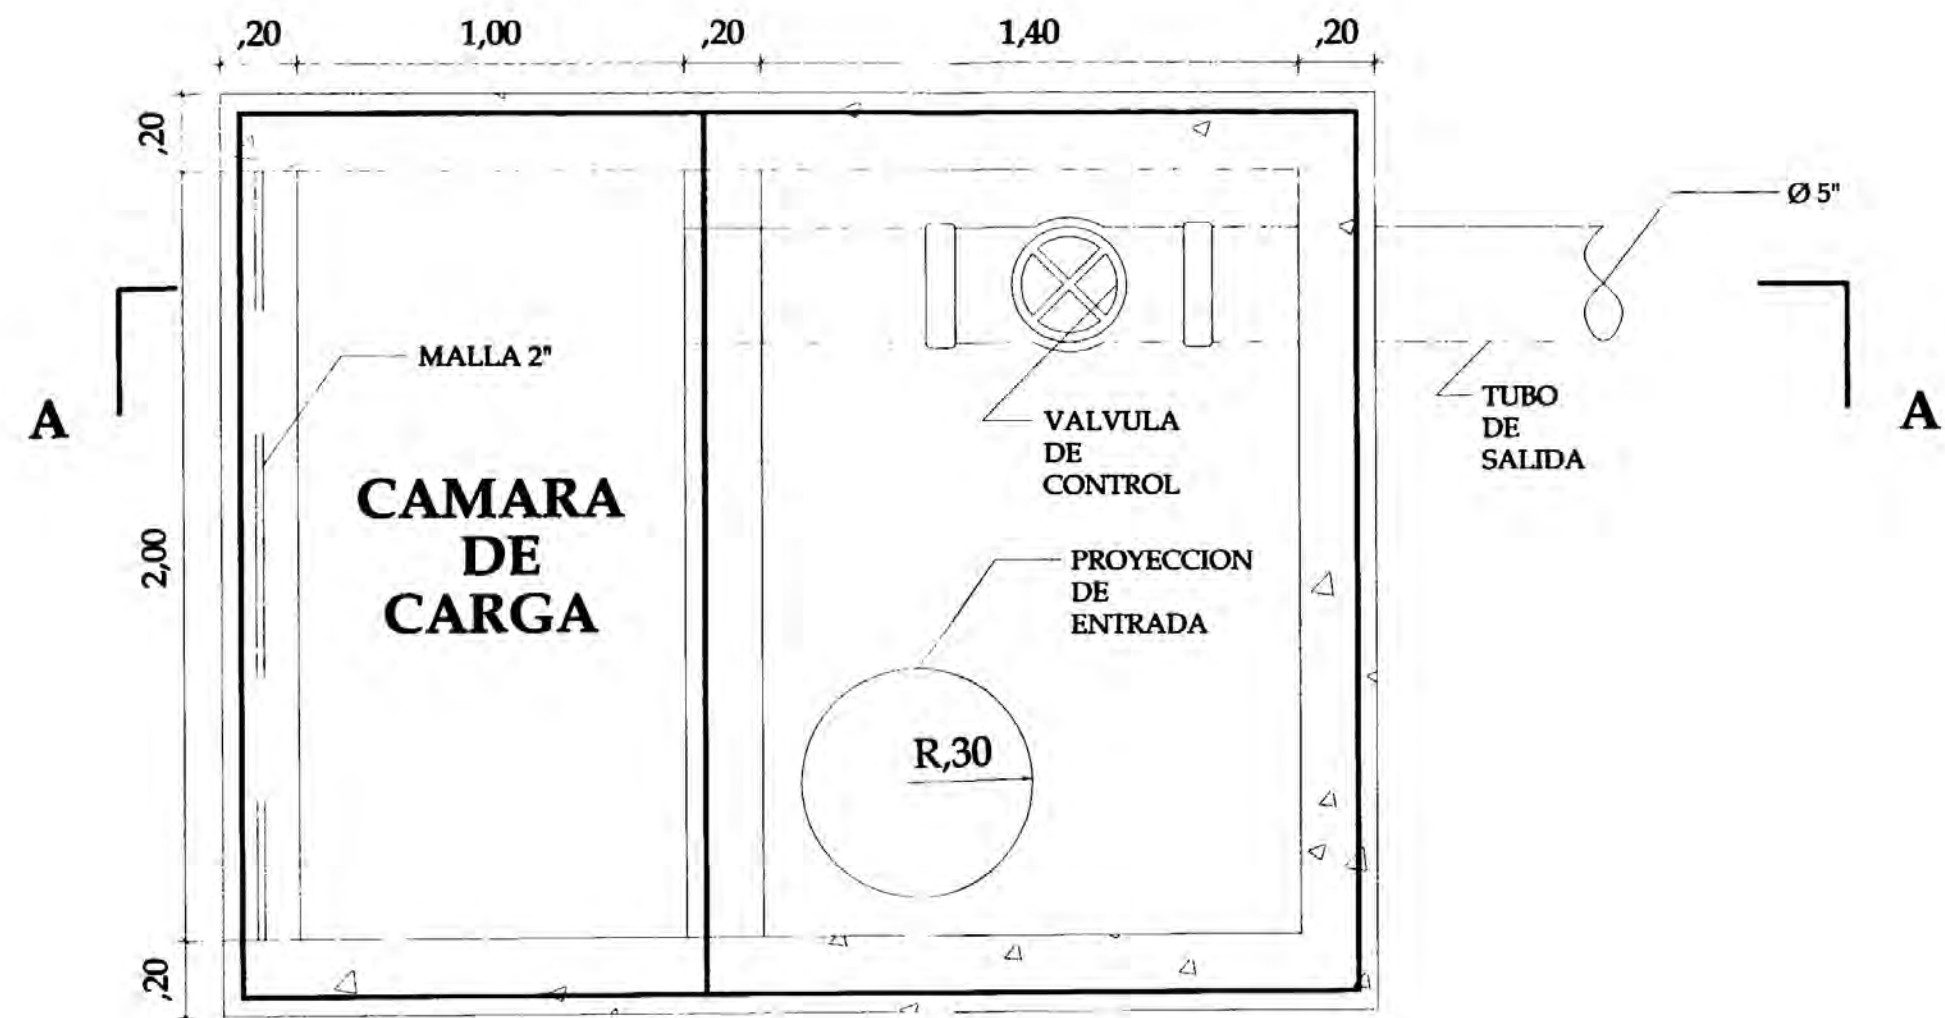 ,20 1,00 ,20 1,40 ,20
,20
Ø 5"
MALLA 2"
A
A
TUBO
DE
SALIDA
VALVULA
DE
CONTROL
CAMARA
DE
CARGA
2,00
PROYECCION
DE
ENTRADA
R,30
,20